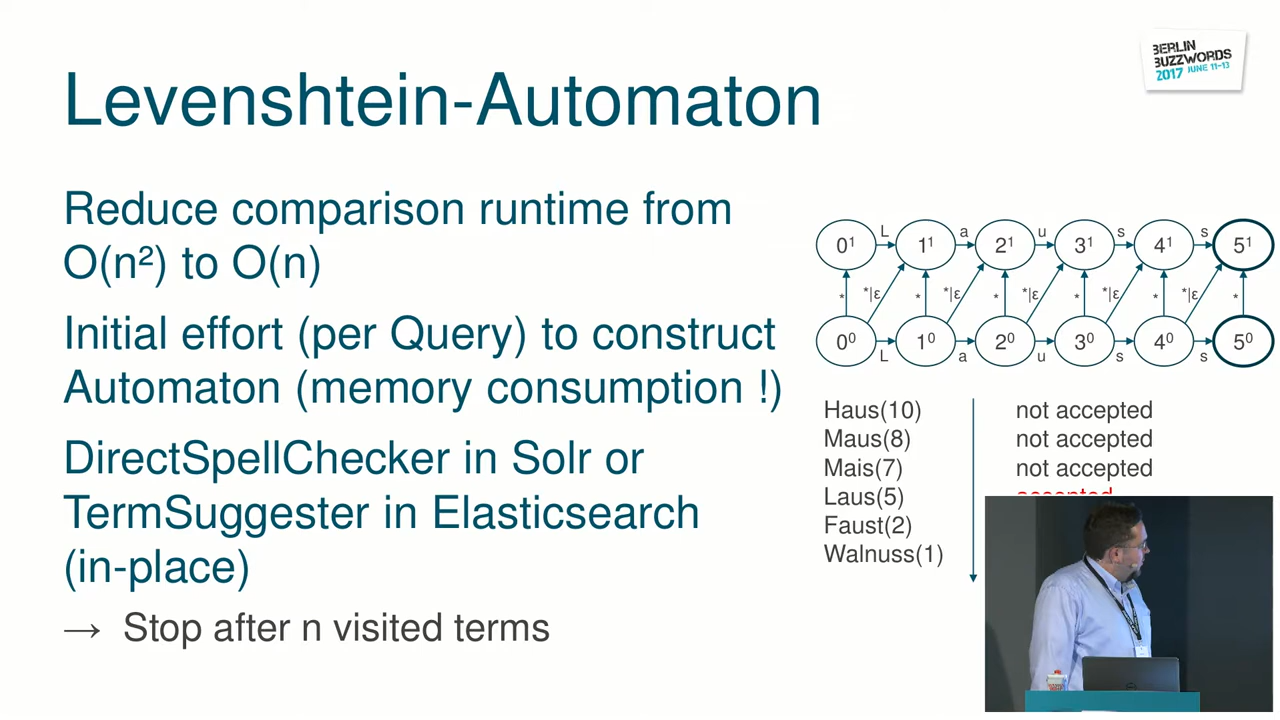 BERLIN
BUZZWORDS
2017 JUNE 11-13
Levenshtein-Automaton
Reduce comparison runtime from
O(n²) to O(n)
Initial effort (per Query) to construct
Automaton (memory consumption !)
DirectSpellChecker in Solr or
TermSuggester in Elasticsearch
(in-place)
→ Stop after n visited terms
L a u s s
0¹ 1¹ 2¹ 3¹ 4¹ 5¹
* *|ε * *|ε * *|ε * *|ε * *|ε *
0⁰ 1⁰ 2⁰ 3⁰ 4⁰ 5⁰
L a u s s
Haus(10) not accepted
Maus(8) not accepted
Mais(7) not accepted
Laus(5) accepted
Faust(2)
Walnuss(1)